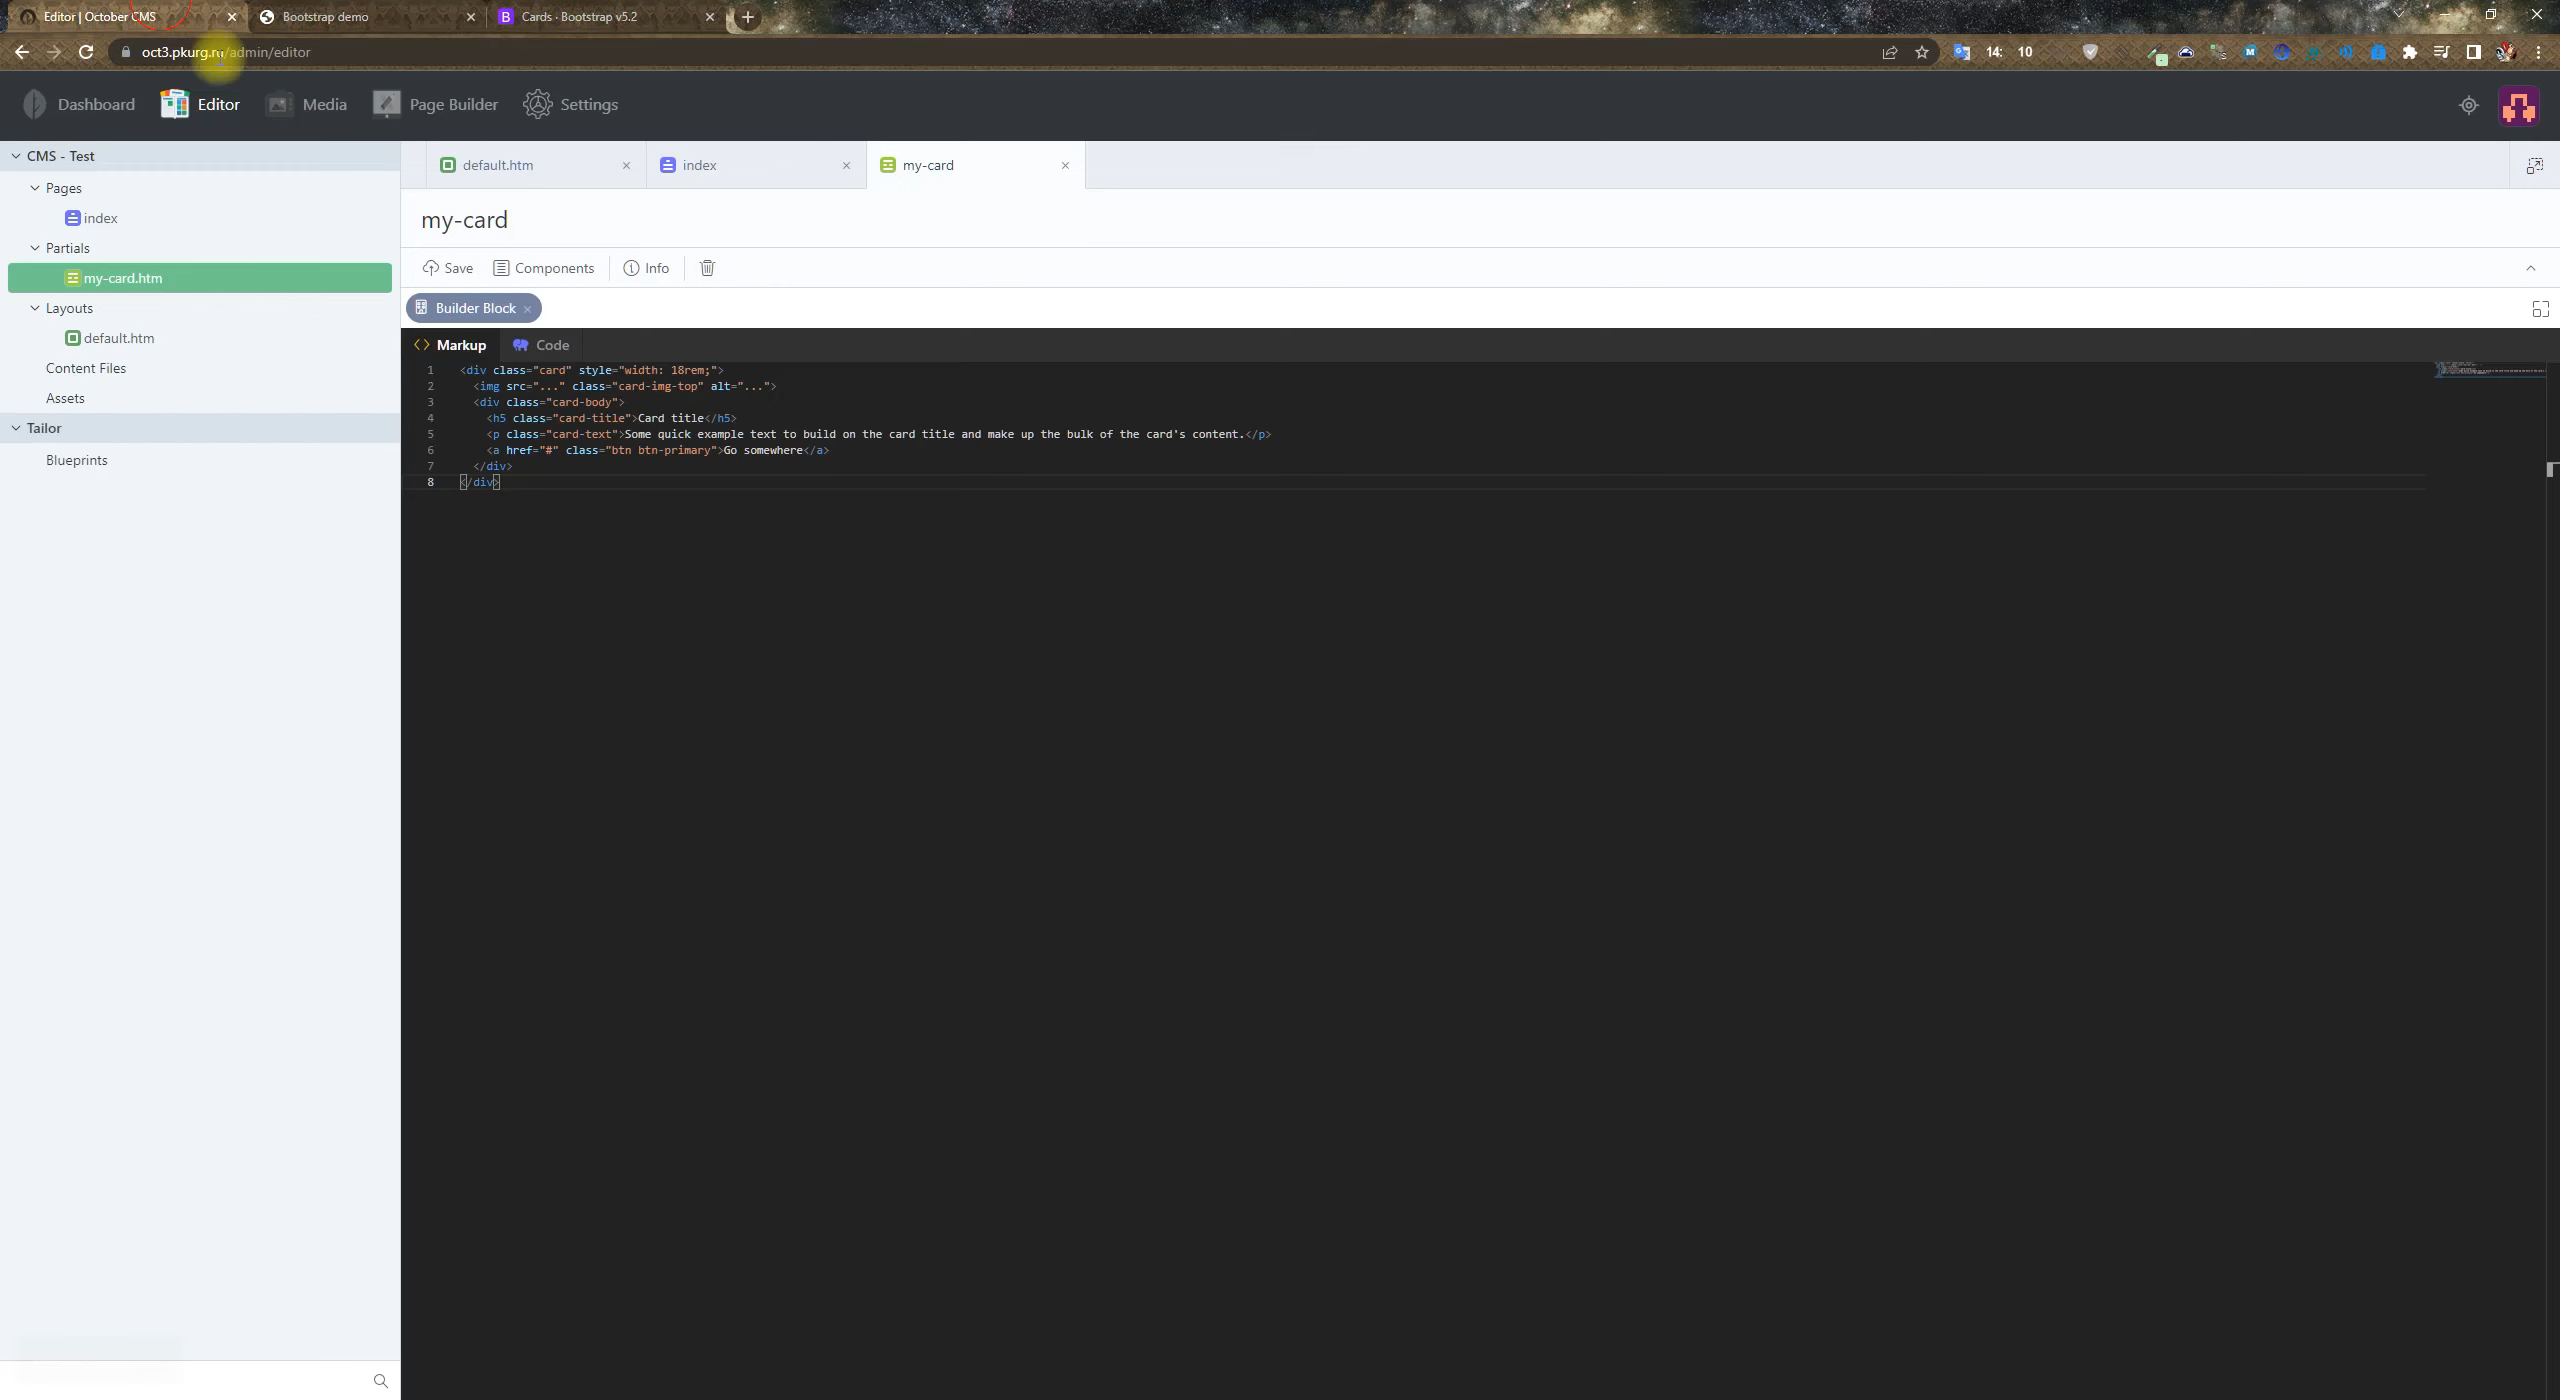 Editor | October CMS
Bootstrap demo
B Cards · Bootstrap v5.2
oct3.pkurg.ru/admin/editor
14: 10
Dashboard
Editor
Media
Page Builder
Settings
CMS - Test
Pages
index
Partials
my-card.htm
Layouts
default.htm
Content Files
Assets
Tailor
Blueprints
default.htm
index
my-card
my-card
Save
Components
Info
Builder Block
Markup
Code
1 <div class="card" style="width: 18rem;">
2 <img src="..." class="card-img-top" alt="...">
3 <div class="card-body">
4 <h5 class="card-title">Card title</h5>
5 <p class="card-text">Some quick example text to build on the card title and make up the bulk of the card's content.</p>
6 <a href="#" class="btn btn-primary">Go somewhere</a>
7 </div>
8 </div>